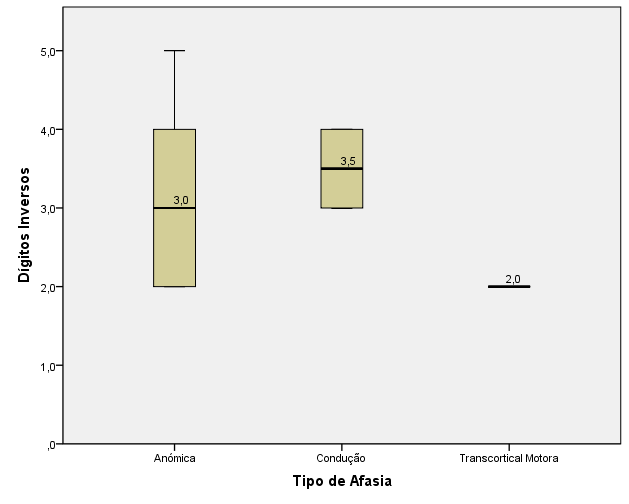 Dígitos Inversos
5,0
4,0
3,0
2,0
1,0
,0
3,0
3,5
2,0
Anómica
Condução
Transcortical Motora
Tipo de Afasia